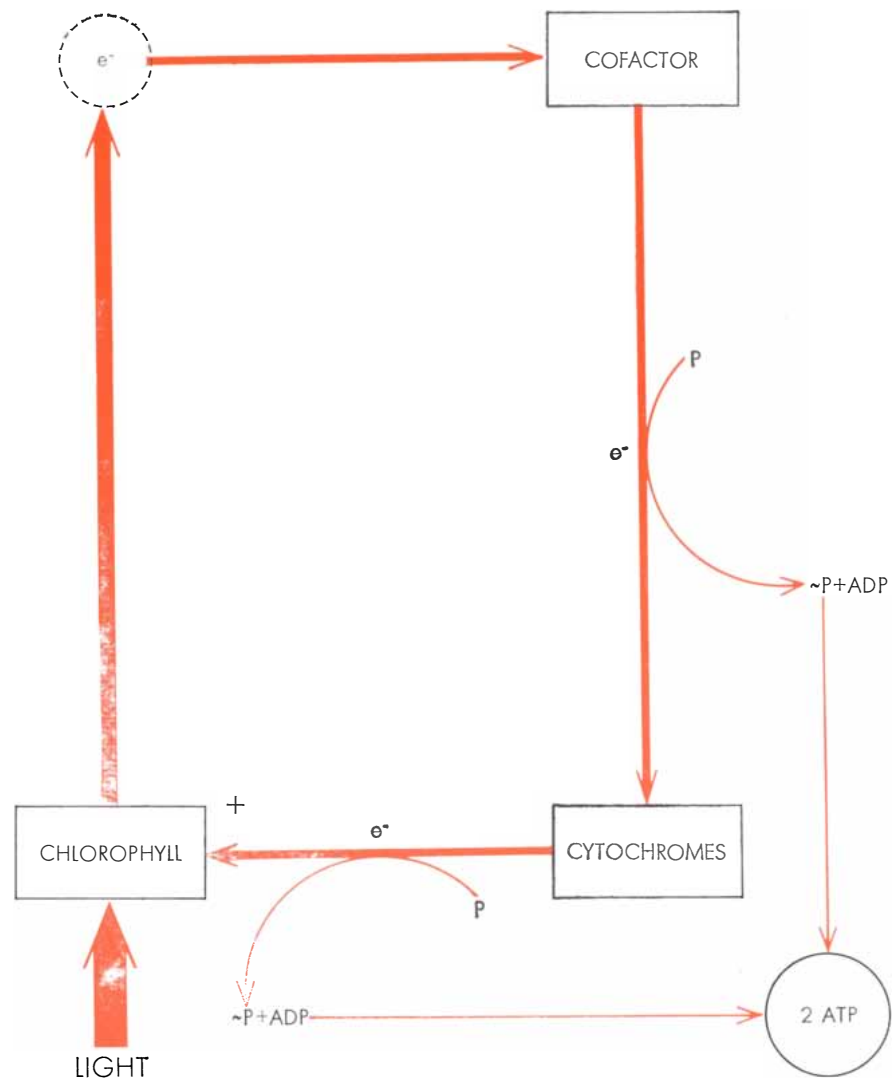 e⁻
COFACTOR
P
e⁻
~P+ADP
+
e⁻
CHLOROPHYLL
CYTOCHROMES
P
~P+ADP
2 ATP
LIGHT